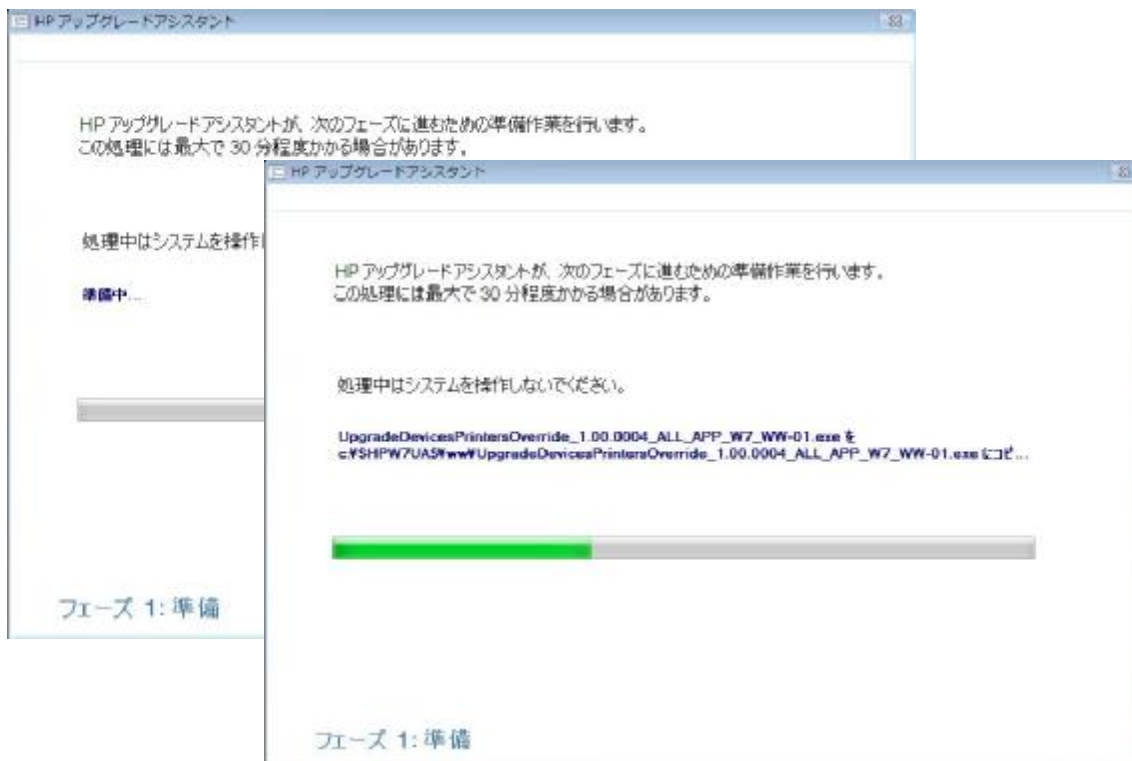 HP アップグレードアシスタント
HP アップグレードアシスタントが、次のフェーズに進むための準備作業を行います。
この処理には最大で 30 分程度かかる場合があります。
処理中はシステムを操作し
準備中...
フェーズ 1: 準備
HP アップグレードアシスタント
HP アップグレードアシスタントが、次のフェーズに進むための準備作業を行います。
この処理には最大で 30 分程度かかる場合があります。
処理中はシステムを操作しないでください。
UpgradeDevicesPrintersOverride_1.00.0004_ALL_APP_W7_WW-01.exe を
c:¥SHPW7UAS¥ww¥UpgradeDevicesPrintersOverride_1.00.0004_ALL_APP_W7_WW-01.exe にコピ...
フェーズ 1: 準備